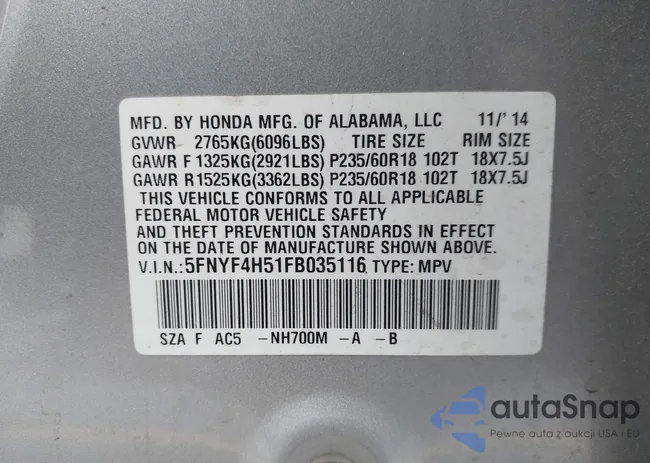 MFD. BY HONDA MFG. OF ALABAMA, LLC 11/'14
GVWR 2765KG(6096LBS) TIRE SIZE RIM SIZE
GAWR F 1325KG(2921LBS) P235/60R18 102T 18X7.5J
GAWR R 1525KG(3362LBS) P235/60R18 102T 18X7.5J
THIS VEHICLE CONFORMS TO ALL APPLICABLE
FEDERAL MOTOR VEHICLE SAFETY
AND THEFT PREVENTION STANDARDS IN EFFECT
ON THE DATE OF MANUFACTURE SHOWN ABOVE.
V.I.N.:5FNYF4H51FB035116 TYPE: MPV
SZA F AC5 -NH700M -A -B
autaSnap
Pewne auta z aukcji USA i EU